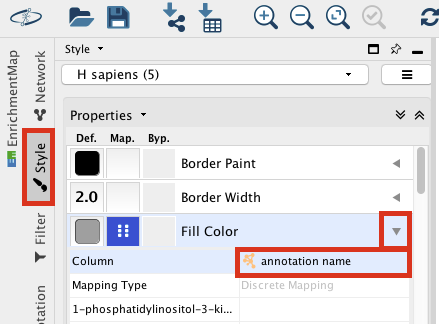 EnrichmentMap
Network
Style
Filter
Style
H sapiens (5)
Properties
Def. Map. Byp.
Border Paint
2.0 Border Width
Fill Color
Column annotation name
Mapping Type Discrete Mapping
1-phosphatidylinositol-3-ki...